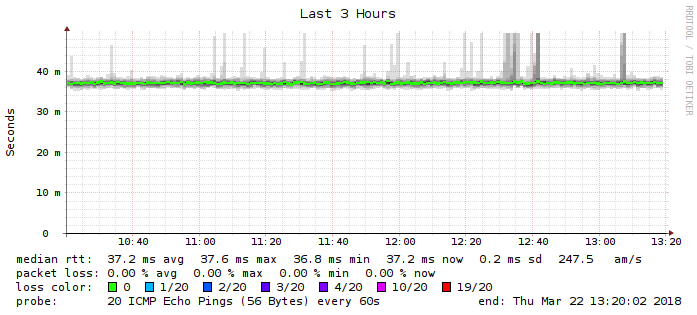 Last 3 Hours
RRDTOOL / TOBI OETIKER
Seconds
40 m
30 m
20 m
10 m
0
10:40 11:00 11:20 11:40 12:00 12:20 12:40 13:00 13:20
median rtt: 37.2 ms avg 37.6 ms max 36.8 ms min 37.2 ms now 0.2 ms sd 247.5 am/s
packet loss: 0.00 % avg 0.00 % max 0.00 % min 0.00 % now
loss color: 0 1/20 2/20 3/20 4/20 10/20 19/20
probe: 20 ICMP Echo Pings (56 Bytes) every 60s end: Thu Mar 22 13:20:02 2018